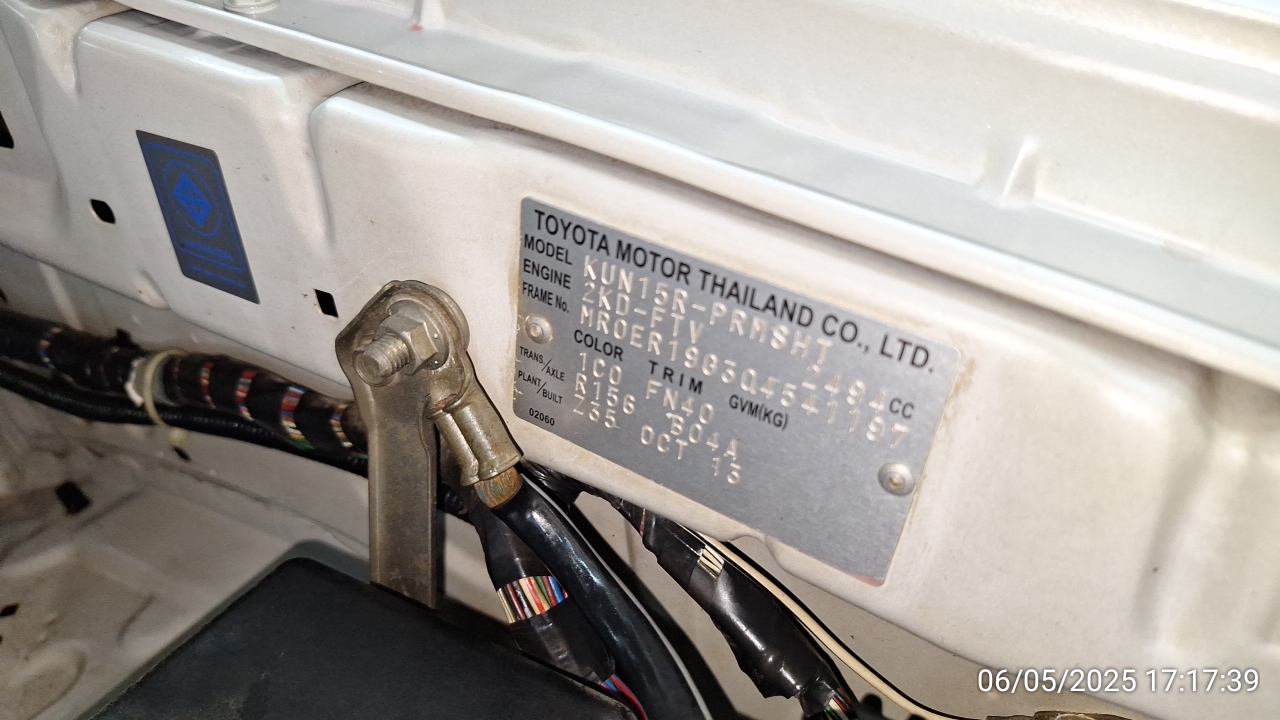 TOYOTA MOTOR THAILAND CO., LTD.
MODEL KUN15R-PRMSHT
ENGINE 2KD-FTV 2494 CC
FRAME No. MROER19G304541197
COLOR TRIM GVM(KG)
1C0 FN40
TRANS/AXLE R156 B04A
PLANT/BUILT Z35 OCT 13
02060
06/05/2025 17:17:39